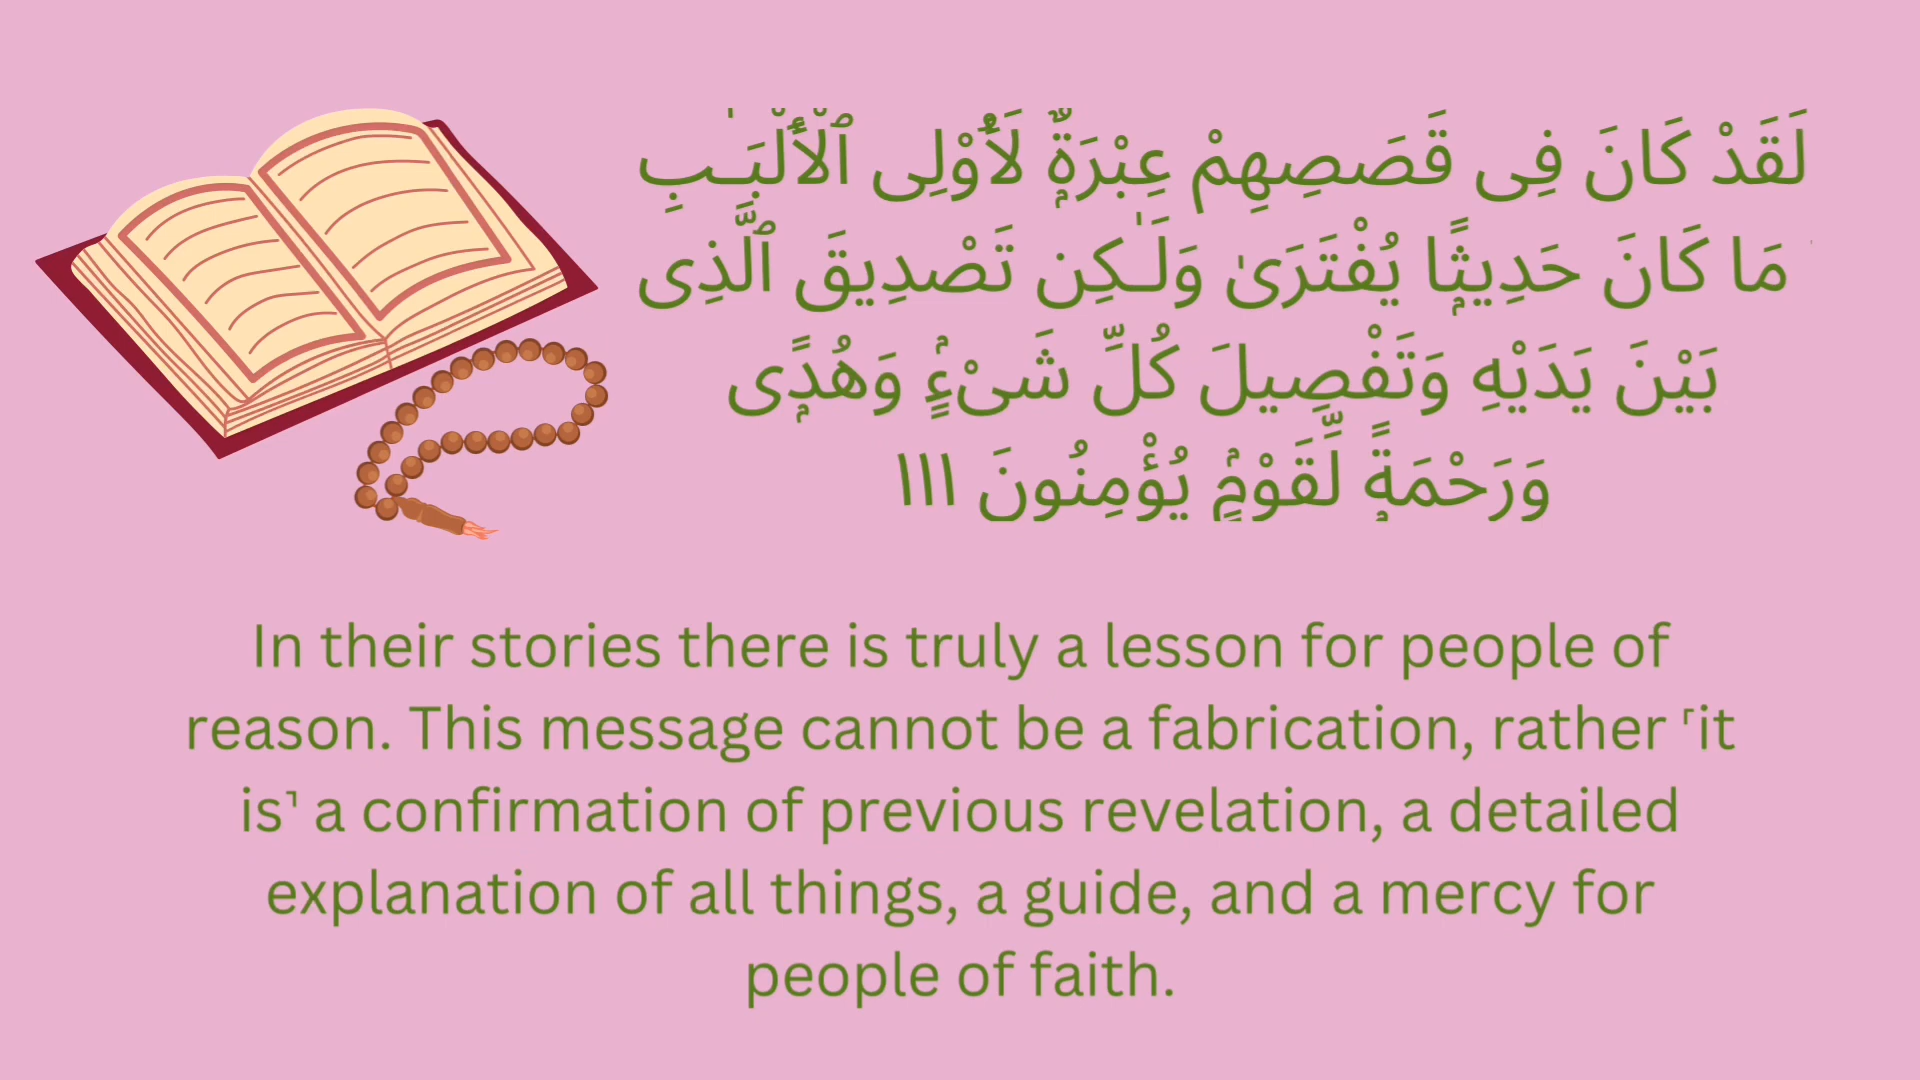 لَقَدْ كَانَ فِى قَصَصِهِمْ عِبْرَةٌۭ لِّأُو۟لِى ٱلْأَلْبَـٰبِ
مَا كَانَ حَدِيثًۭا يُفْتَرَىٰ وَلَـٰكِن تَصْدِيقَ ٱلَّذِى
بَيْنَ يَدَيْهِ وَتَفْصِيلَ كُلِّ شَىْءٍۢ وَهُدًۭى
وَرَحْمَةًۭ لِّقَوْمٍۢ يُؤْمِنُونَ ١١١
In their stories there is truly a lesson for people of
reason. This message cannot be a fabrication, rather ˹it
is˺ a confirmation of previous revelation, a detailed
explanation of all things, a guide, and a mercy for
people of faith.